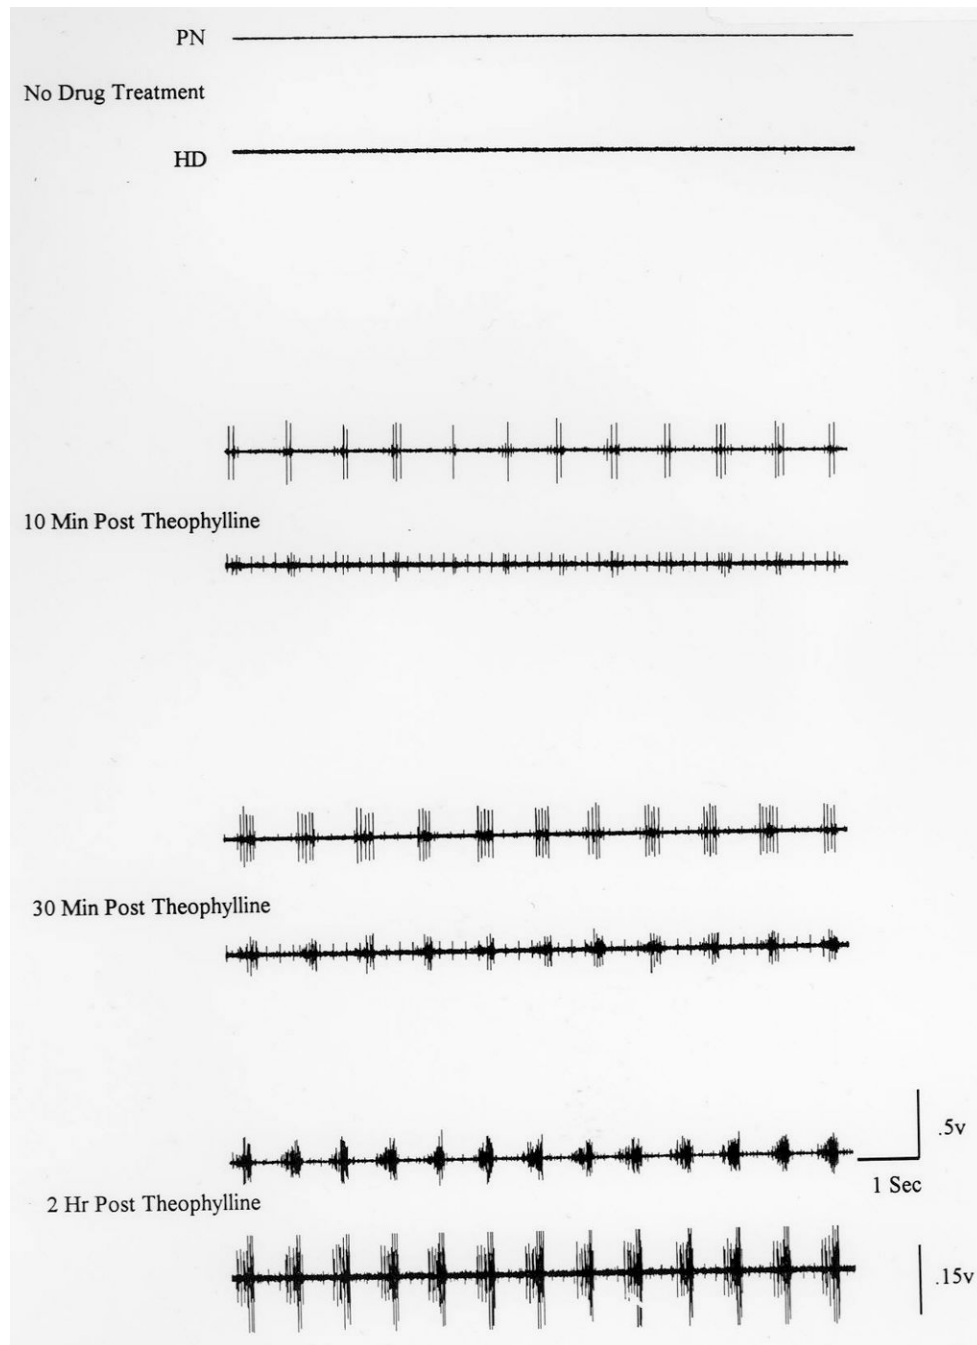 PN
No Drug Treatment
HD
10 Min Post Theophylline
30 Min Post Theophylline
.5v
1 Sec
2 Hr Post Theophylline
.15v